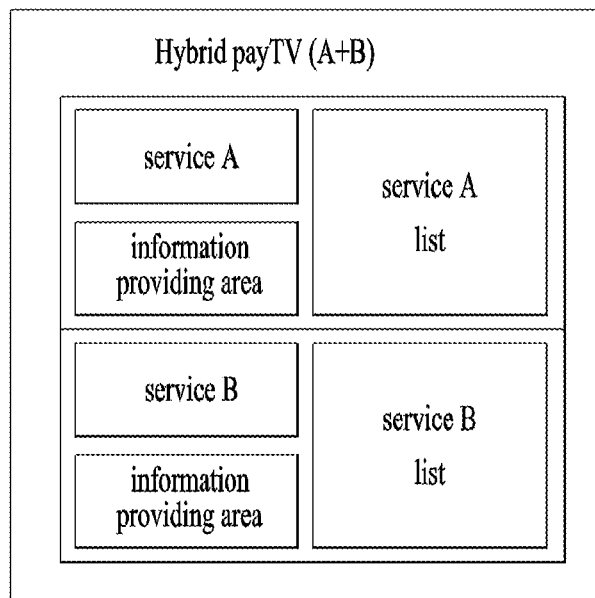 Hybrid payTV (A+B)
service A
information
providing area
service A
list
service B
information
providing area
service B
list